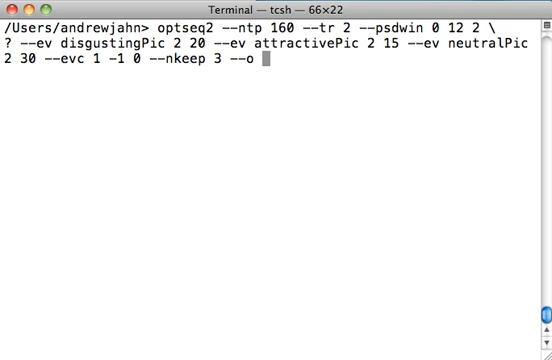 Terminal — tcsh — 66×22
/Users/andrewjahn> optseq2 --ntp 160 --tr 2 --psdwin 0 12 2 \
? --ev disgustingPic 2 20 --ev attractivePic 2 15 --ev neutralPic
2 30 --evc 1 -1 0 --nkeep 3 --o